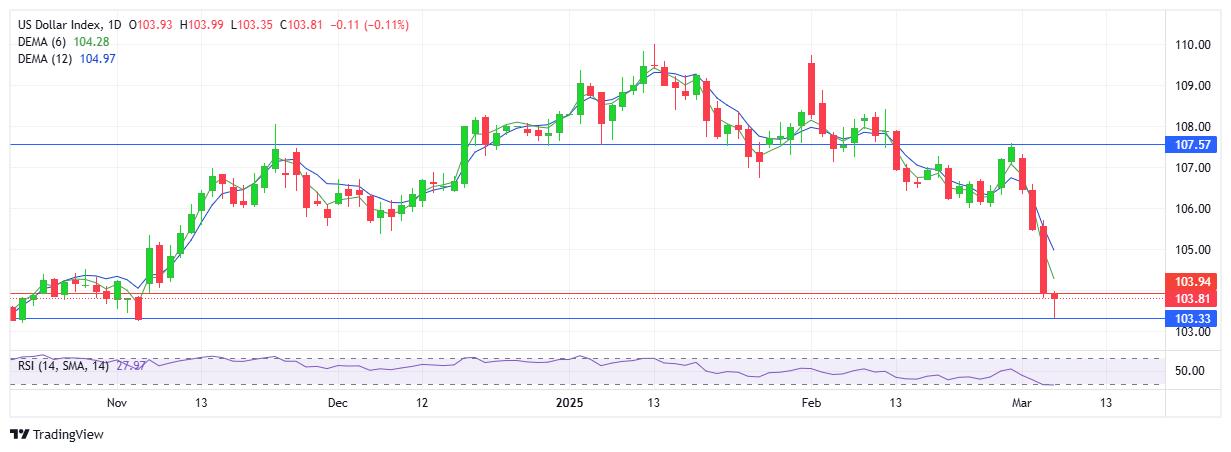 US Dollar Index, 1D O103.93 H103.99 L103.35 C103.81 -0.11 (-0.11%)
DEMA (6) 104.28
DEMA (12) 104.97
110.00
109.00
108.00
107.57
107.00
106.00
105.00
103.94
103.81
103.33
103.00
RSI (14, SMA, 14) 27.97
50.00
Nov 13 Dec 12 2025 13 Feb 13 Mar 13
TradingView